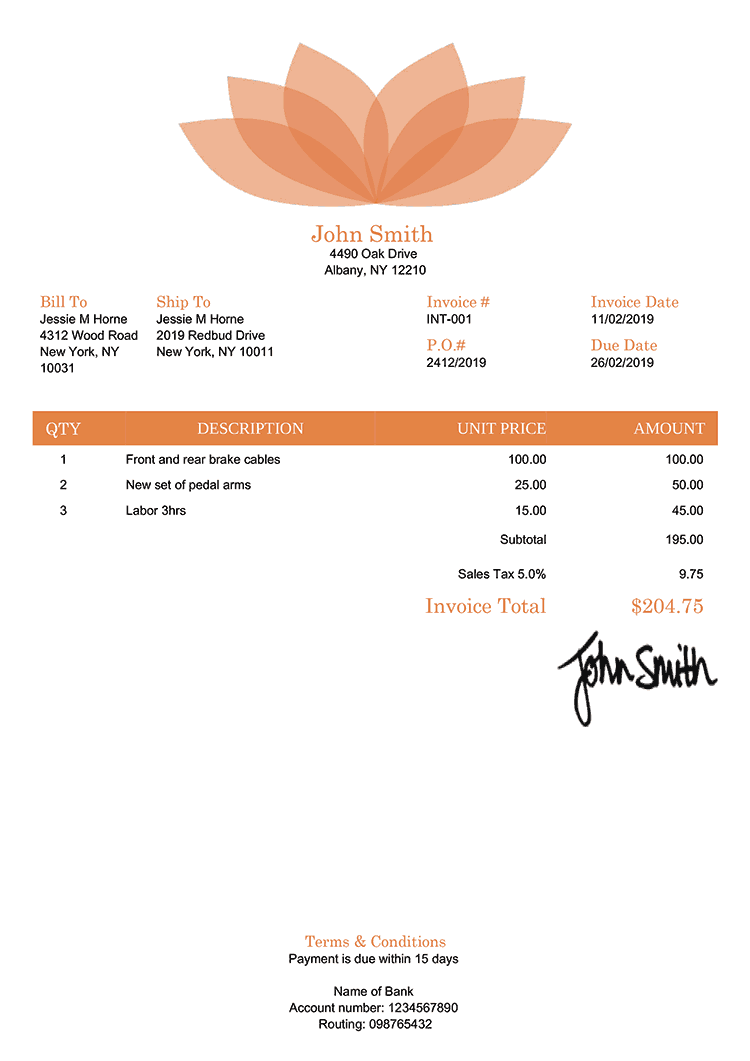 John Smith
4490 Oak Drive
Albany, NY 12210
Bill To
Jessie M Horne
4312 Wood Road
New York, NY
10031
Ship To
Jessie M Horne
2019 Redbud Drive
New York, NY 10011
Invoice #
INT-001
P.O.#
2412/2019
Invoice Date
11/02/2019
Due Date
26/02/2019
QTY DESCRIPTION UNIT PRICE AMOUNT
1 Front and rear brake cables 100.00 100.00
2 New set of pedal arms 25.00 50.00
3 Labor 3hrs 15.00 45.00
Subtotal 195.00
Sales Tax 5.0% 9.75
Invoice Total $204.75
John Smith
Terms & Conditions
Payment is due within 15 days
Name of Bank
Account number: 1234567890
Routing: 098765432